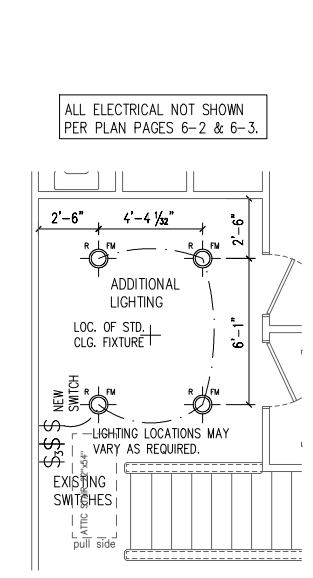 ALL ELECTRICAL NOT SHOWN
PER PLAN PAGES 6-2 & 6-3.
2'-6"
4'-4 1/32"
2'-6"
R FM
R FM
ADDITIONAL
LIGHTING
LOC. OF STD.
CLG. FIXTURE
6'-1"
NEW
SWITCH
R FM
R FM
$
LIGHTING LOCATIONS MAY
VARY AS REQUIRED.
$
$3
EXISTING
SWITCHES
ATTIC STAIR
pull side